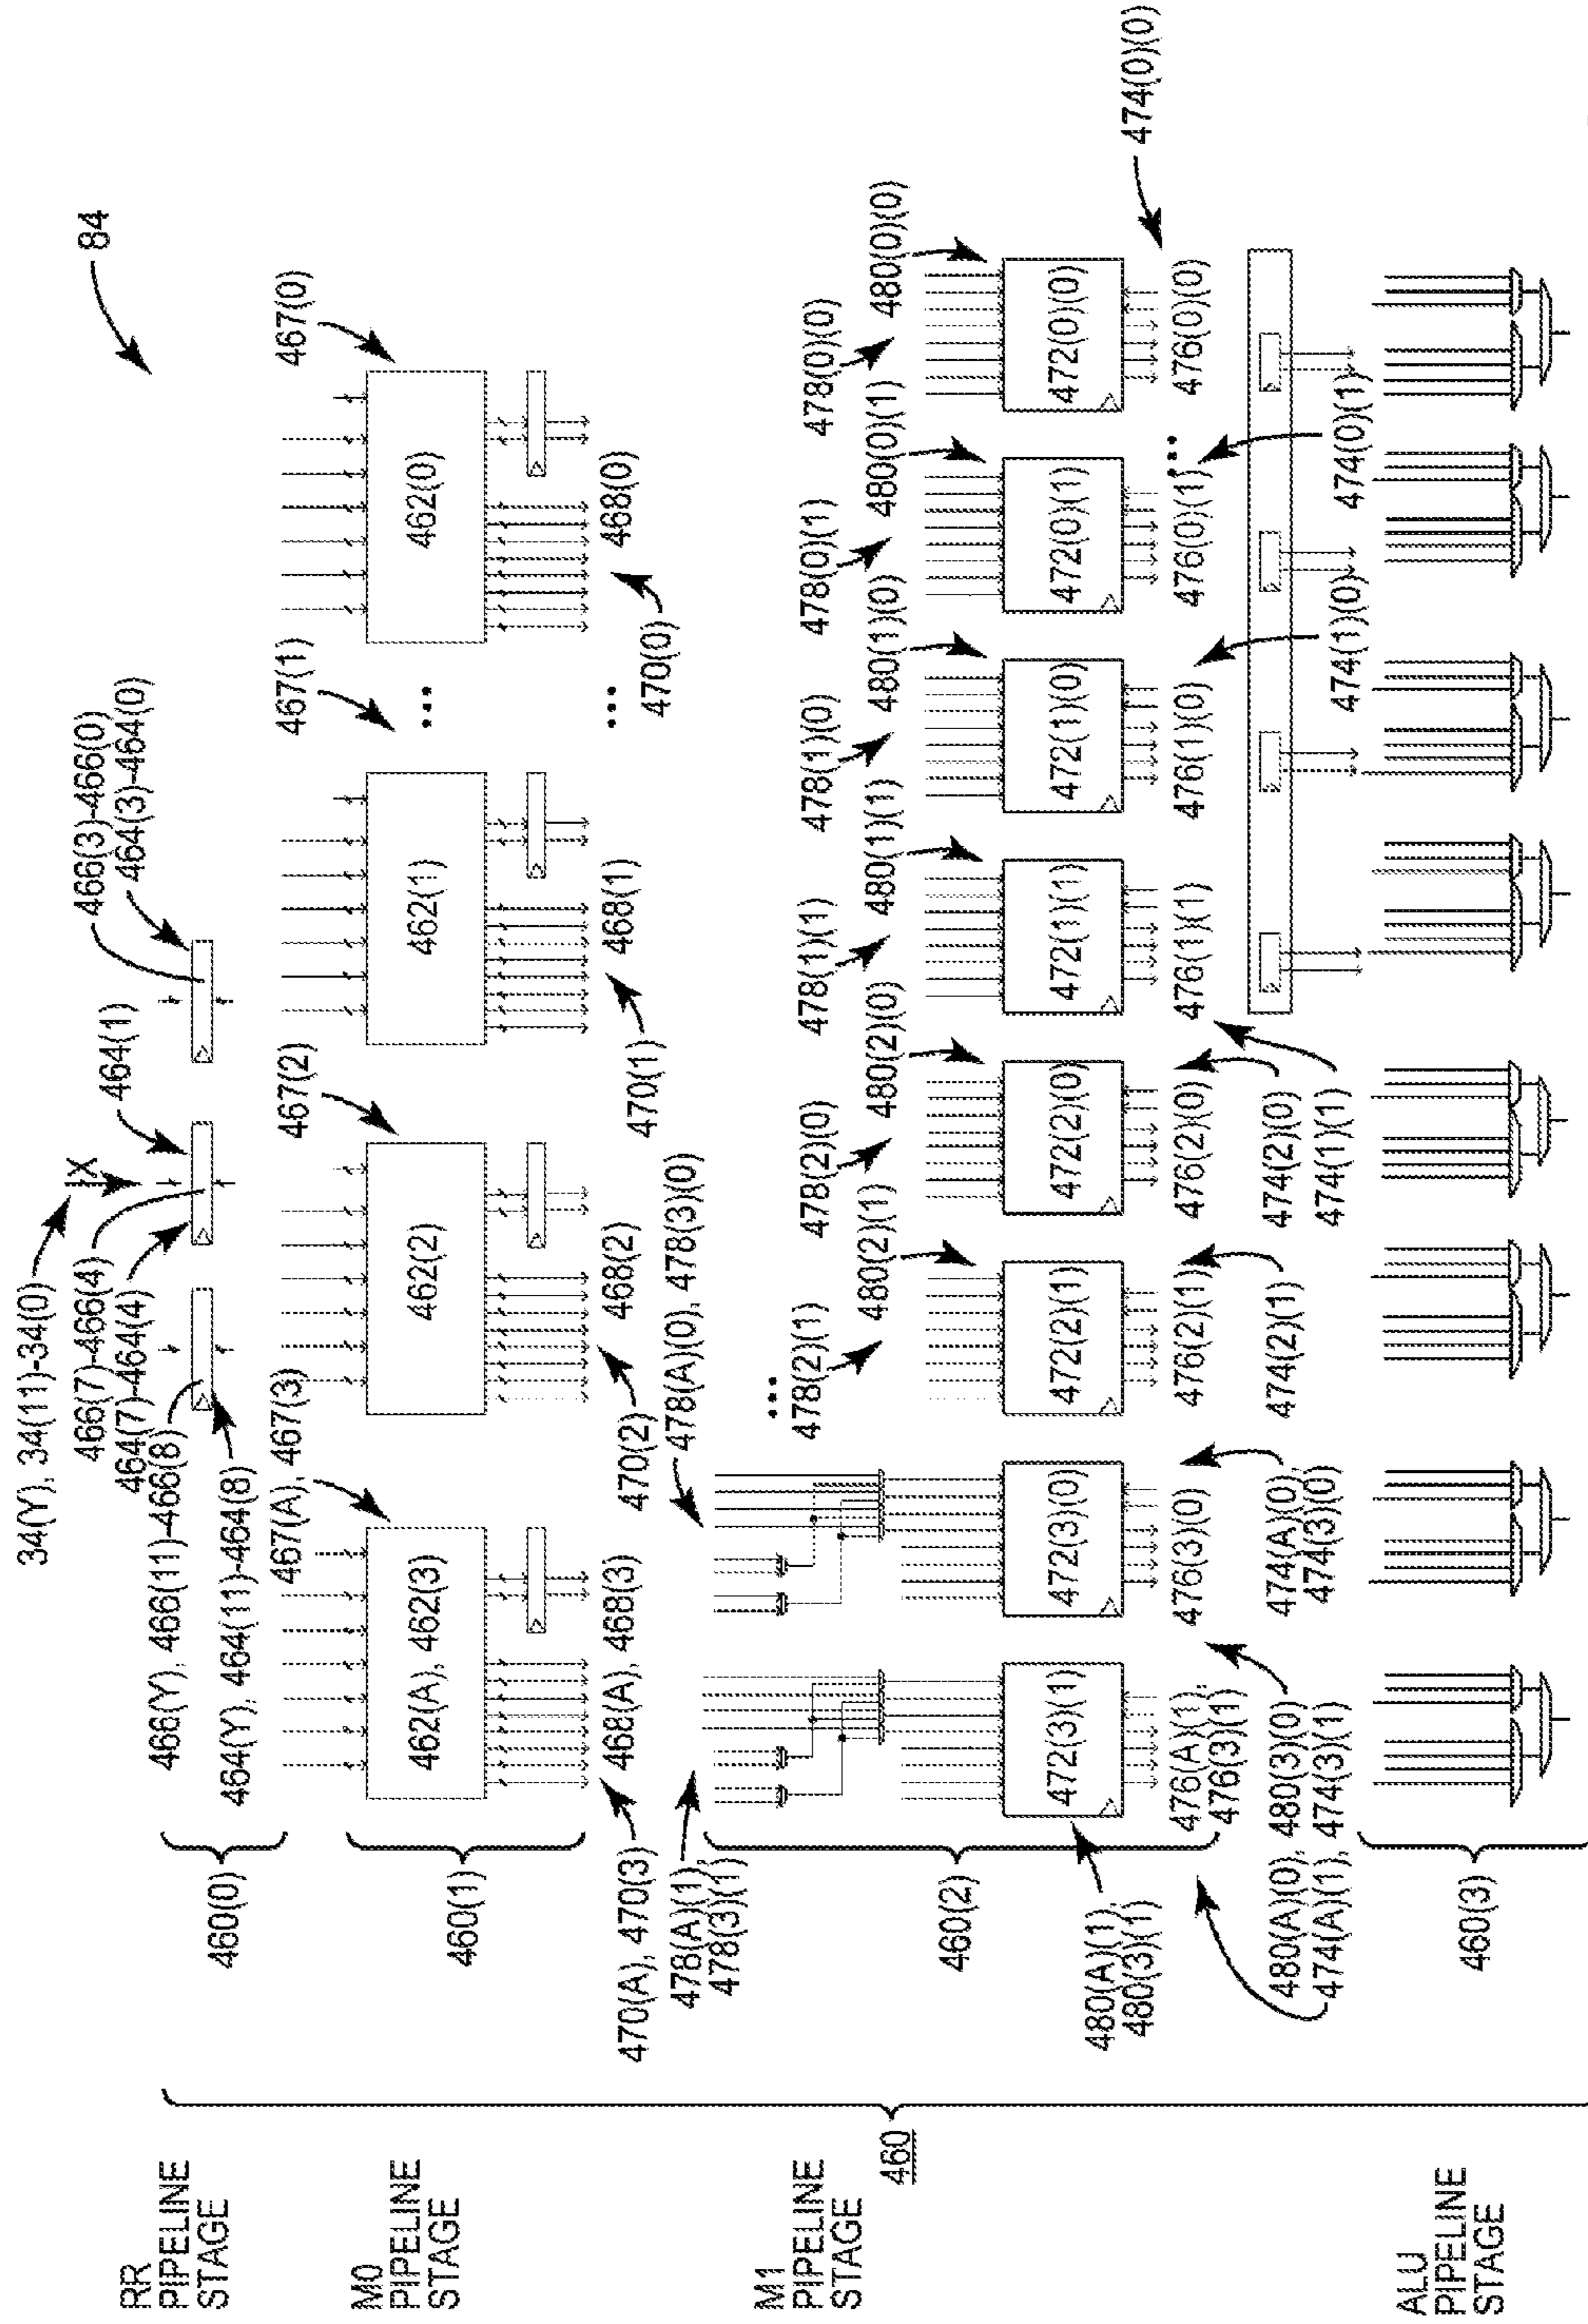 84
34(Y), 34(11)-34(0)
X
466(Y), 466(11)-466(8)
464(Y), 464(11)-464(8)
466(7)-466(4)
464(7)-464(4)
464(1)
466(3)-466(0)
464(3)-464(0)
RR
PIPELINE
STAGE
460(0)
467(A), 467(3)
467(2)
467(1)
467(0)
M0
PIPELINE
STAGE
460(1)
462(A), 462(3)
462(2)
462(1)
...
462(0)
468(A), 468(3)
468(2)
468(1)
...
468(0)
470(A), 470(3)
470(2)
470(1)
470(0)
478(A)(1),
478(3)(1)
478(A)(0), 478(3)(0)
...
478(2)(1)
478(2)(0)
478(1)(1)
478(1)(0)
478(0)(1)
478(0)(0)
480(2)(1)
480(2)(0)
480(1)(1)
480(1)(0)
480(0)(1)
480(0)(0)
M1
PIPELINE
STAGE
460
460(2)
472(3)(1)
472(3)(0)
472(2)(1)
472(2)(0)
472(1)(1)
472(1)(0)
472(0)(1)
472(0)(0)
474(0)(0)
480(A)(1),
480(3)(1)
476(A)(1),
476(3)(1)
476(3)(0)
476(2)(1)
476(2)(0)
476(1)(1)
476(1)(0)
476(0)(1)
...
476(0)(0)
480(A)(0), 480(3)(0)
474(A)(1), 474(3)(1)
474(A)(0),
474(3)(0)
474(2)(1)
474(2)(0)
474(1)(1)
474(1)(0)
474(0)(1)
ALU
PIPELINE
STAGE
460(3)